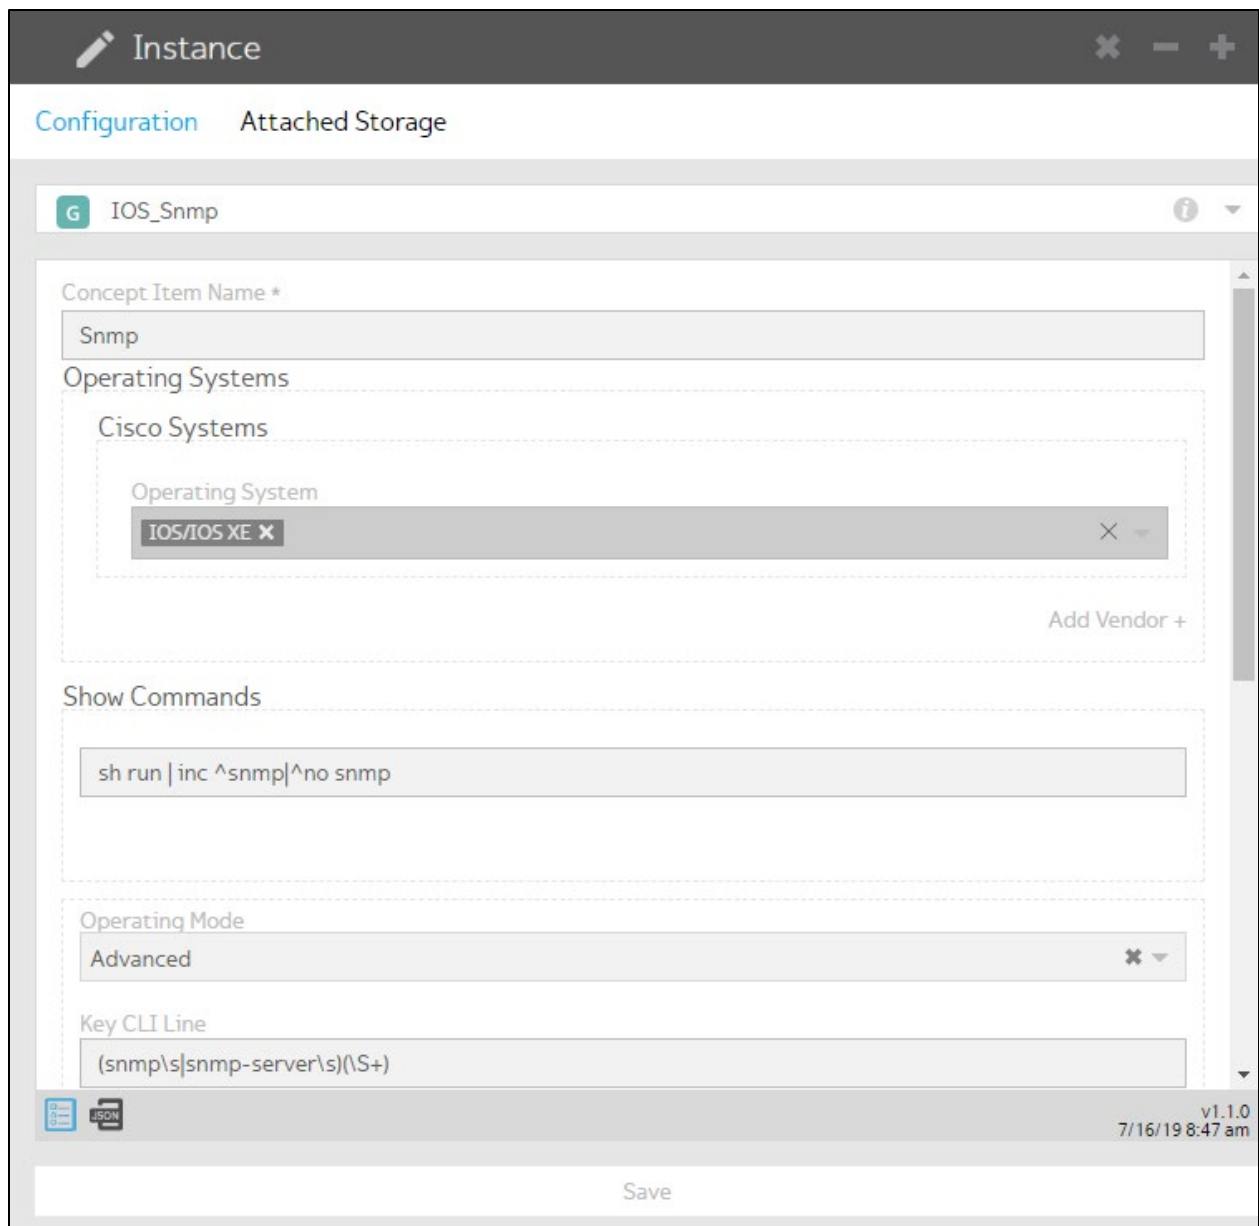 Instance
Configuration Attached Storage
G IOS_Snmp
Concept Item Name *
Snmp
Operating Systems
Cisco Systems
Operating System
IOS/IOS XE
Add Vendor +
Show Commands
sh run | inc ^snmp|^no snmp
Operating Mode
Advanced
Key CLI Line
(snmp\s|snmp-server\s)(\S+)
JSON
v1.1.0
7/16/19 8:47 am
Save